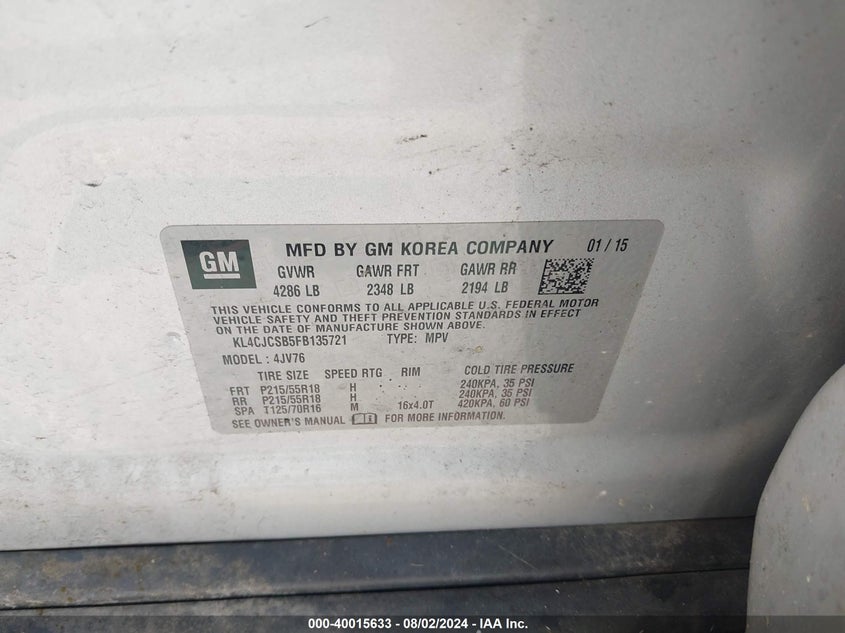 GM MFD BY GM KOREA COMPANY 01 / 15
GVWR GAWR FRT GAWR RR
4286 LB 2348 LB 2194 LB
THIS VEHICLE CONFORMS TO ALL APPLICABLE U.S. FEDERAL MOTOR
VEHICLE SAFETY AND THEFT PREVENTION STANDARDS IN EFFECT
ON THE DATE OF MANUFACTURE SHOWN ABOVE.
KL4CJCSB5FB135721 TYPE: MPV
MODEL : 4JV76
TIRE SIZE SPEED RTG RIM COLD TIRE PRESSURE
FRT P215/55R18 H 240KPA, 35 PSI
RR P215/55R18 H 240KPA, 35 PSI
SPA T125/70R16 M 16x4.0T 420KPA, 60 PSI
SEE OWNER'S MANUAL FOR MORE INFORMATION.
000-40015633 - 08/02/2024 - IAA Inc.